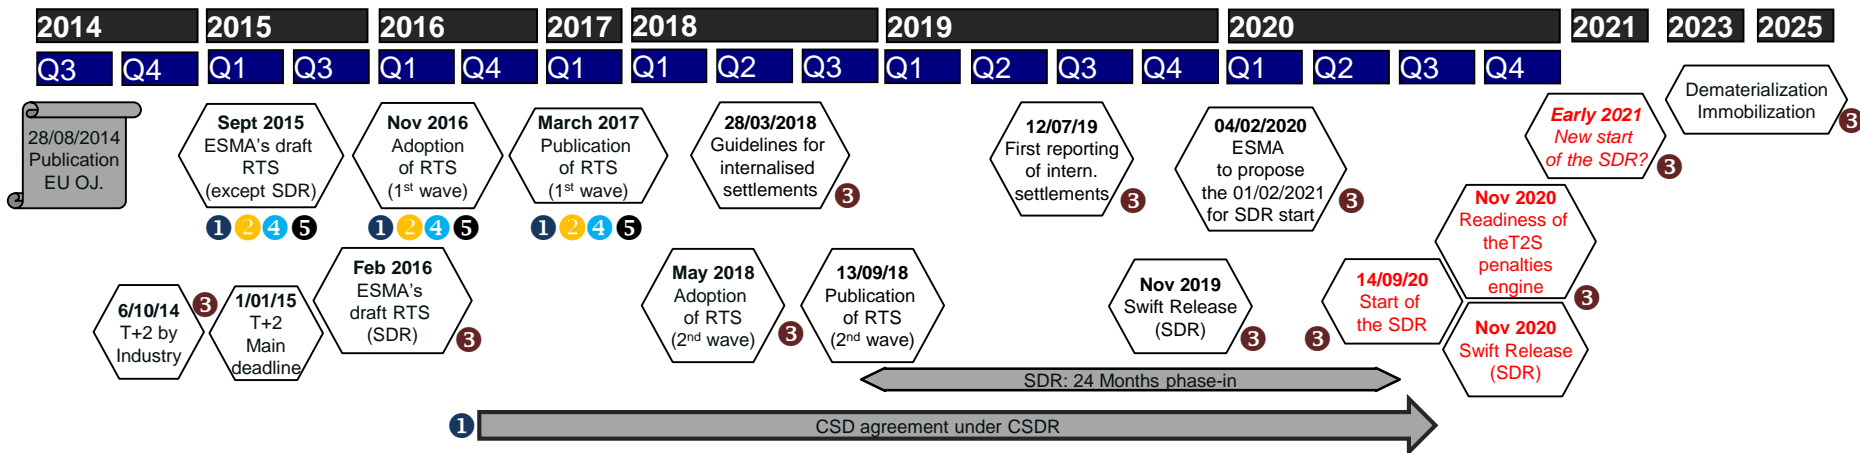 2014 2015 2016 2017 2018 2019 2020 2021 2023 2025
Q3 Q4 Q1 Q3 Q1 Q4 Q1 Q1 Q2 Q3 Q1 Q2 Q3 Q4 Q1 Q2 Q3 Q4
28/08/2014
Publication
EU OJ.
Sept 2015
ESMA's draft
RTS
(except SDR)
1 2 4 5
Nov 2016
Adoption
of RTS
(1st wave)
1 2 4 5
March 2017
Publication
of RTS
(1st wave)
1 2 4 5
28/03/2018
Guidelines for
internalised
settlements
3
12/07/19
First reporting
of intern.
settlements
3
04/02/2020
ESMA
to propose
the 01/02/2021
for SDR start
3
Early 2021
New start
of the SDR?
3
Dematerialization
Immobilization
3
6/10/14
T+2 by
Industry
3
1/01/15
T+2
Main
deadline
Feb 2016
ESMA's
draft RTS
(SDR)
3
May 2018
Adoption
of RTS
(2nd wave)
3
13/09/18
Publication
of RTS
(2nd wave)
Nov 2019
Swift Release
(SDR)
3
14/09/20
Start of
the SDR
3
Nov 2020
Readiness of
theT2S
penalties
engine
3
Nov 2020
Swift Release
(SDR)
SDR: 24 Months phase-in
1
CSD agreement under CSDR